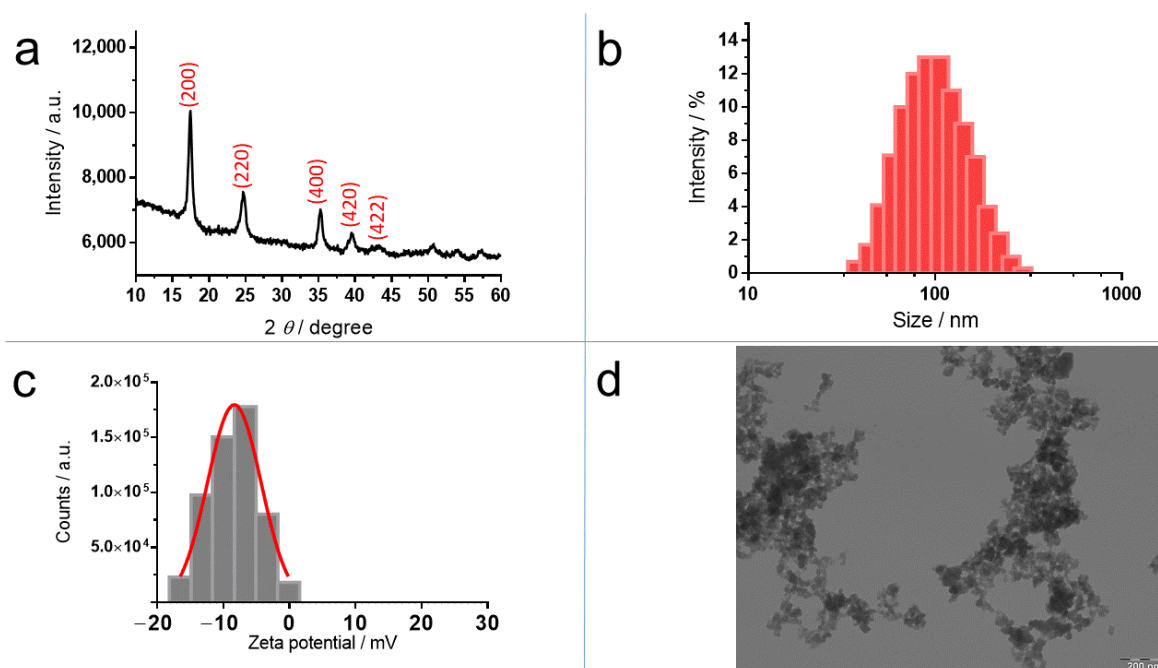 a
12,000
10,000
8,000
6,000
Intensity / a.u.
(200)
(220)
(400)
(420)
(422)
10 15 20 25 30 35 40 45 50 55 60
2 θ / degree
b
14
12
10
8
6
4
2
0
Intensity / %
10 100 1000
Size / nm
c
2.0×10⁵
1.5×10⁵
1.0×10⁵
5.0×10⁴
Counts / a.u.
−20 −10 0 10 20 30
Zeta potential / mV
d
200 nm